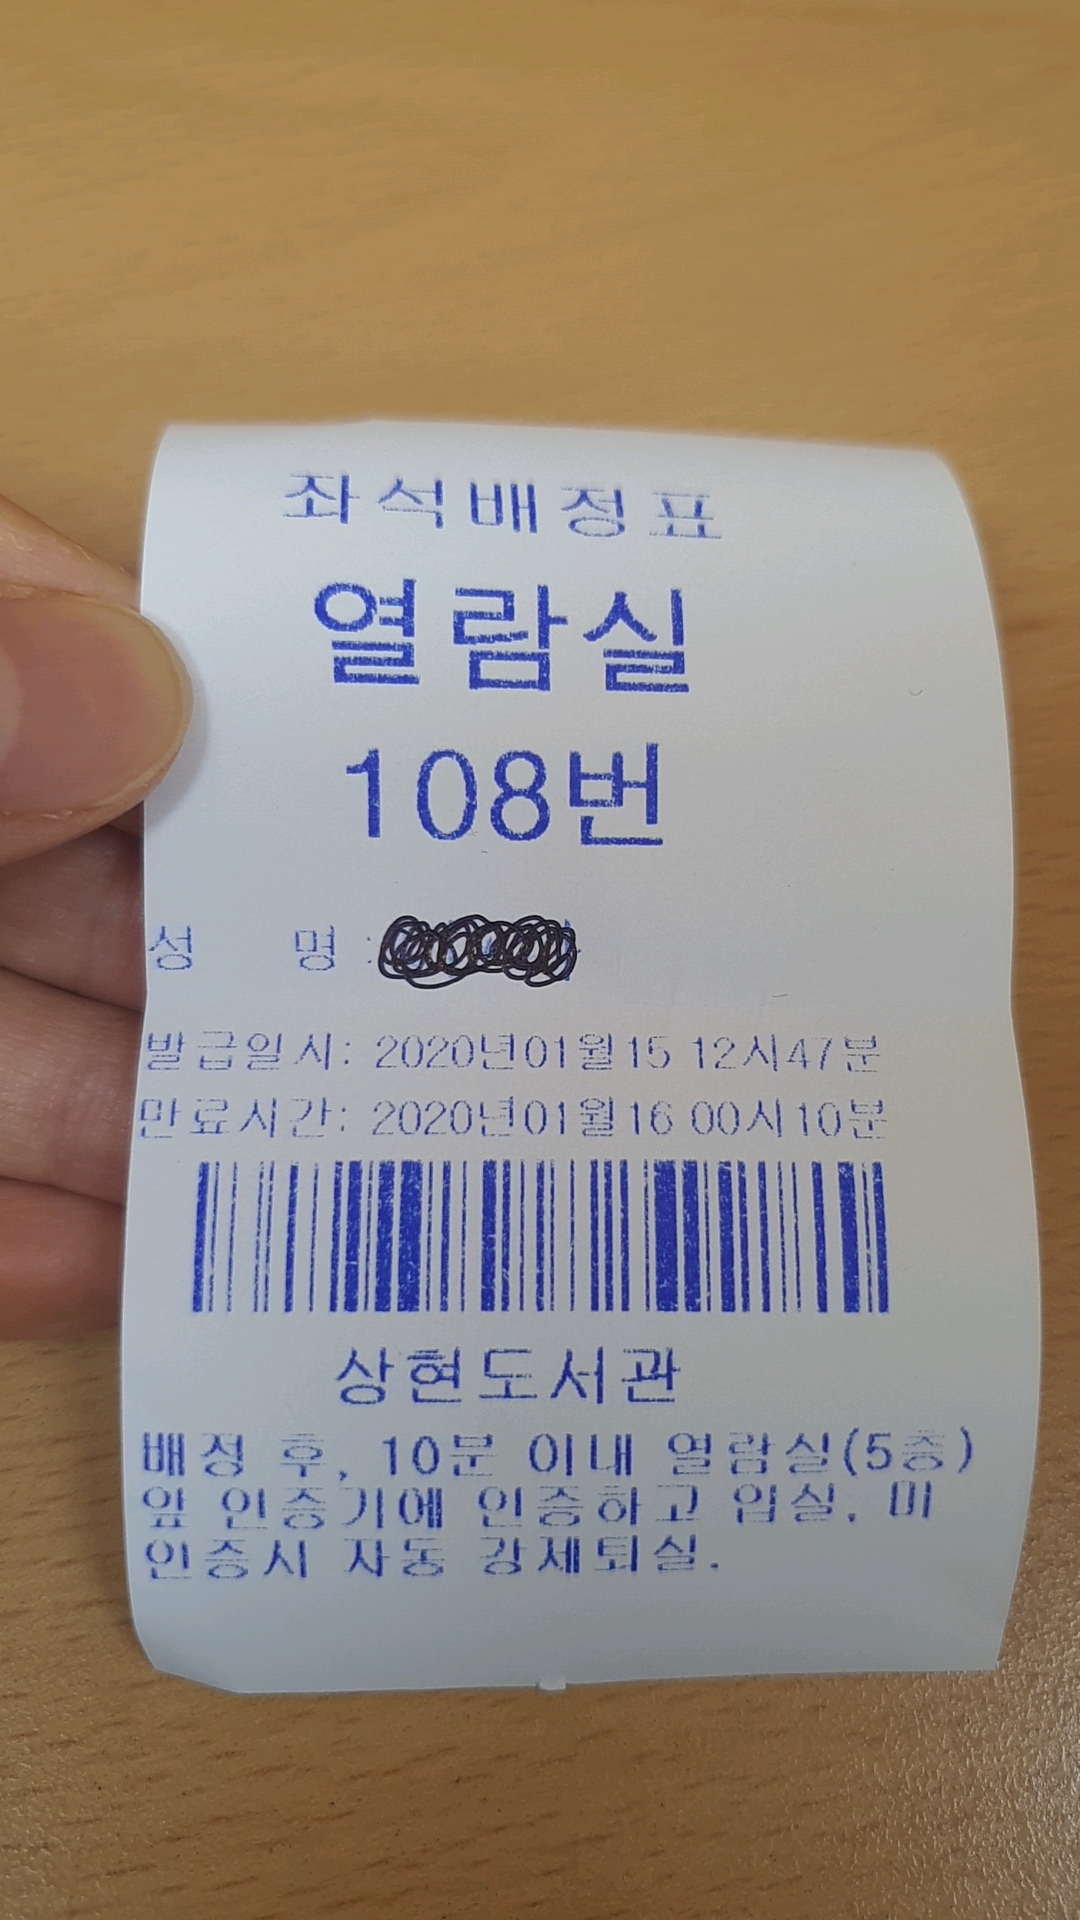 좌석배정표
열람실
108번
성 명 :
발급일시: 2020년01월15 12시47분
만료시간: 2020년01월16 00시10분
상현도서관
배정 후, 10분 이내 열람실(5층)
앞 인증기에 인증하고 입실. 미
인증시 자동 강제퇴실.